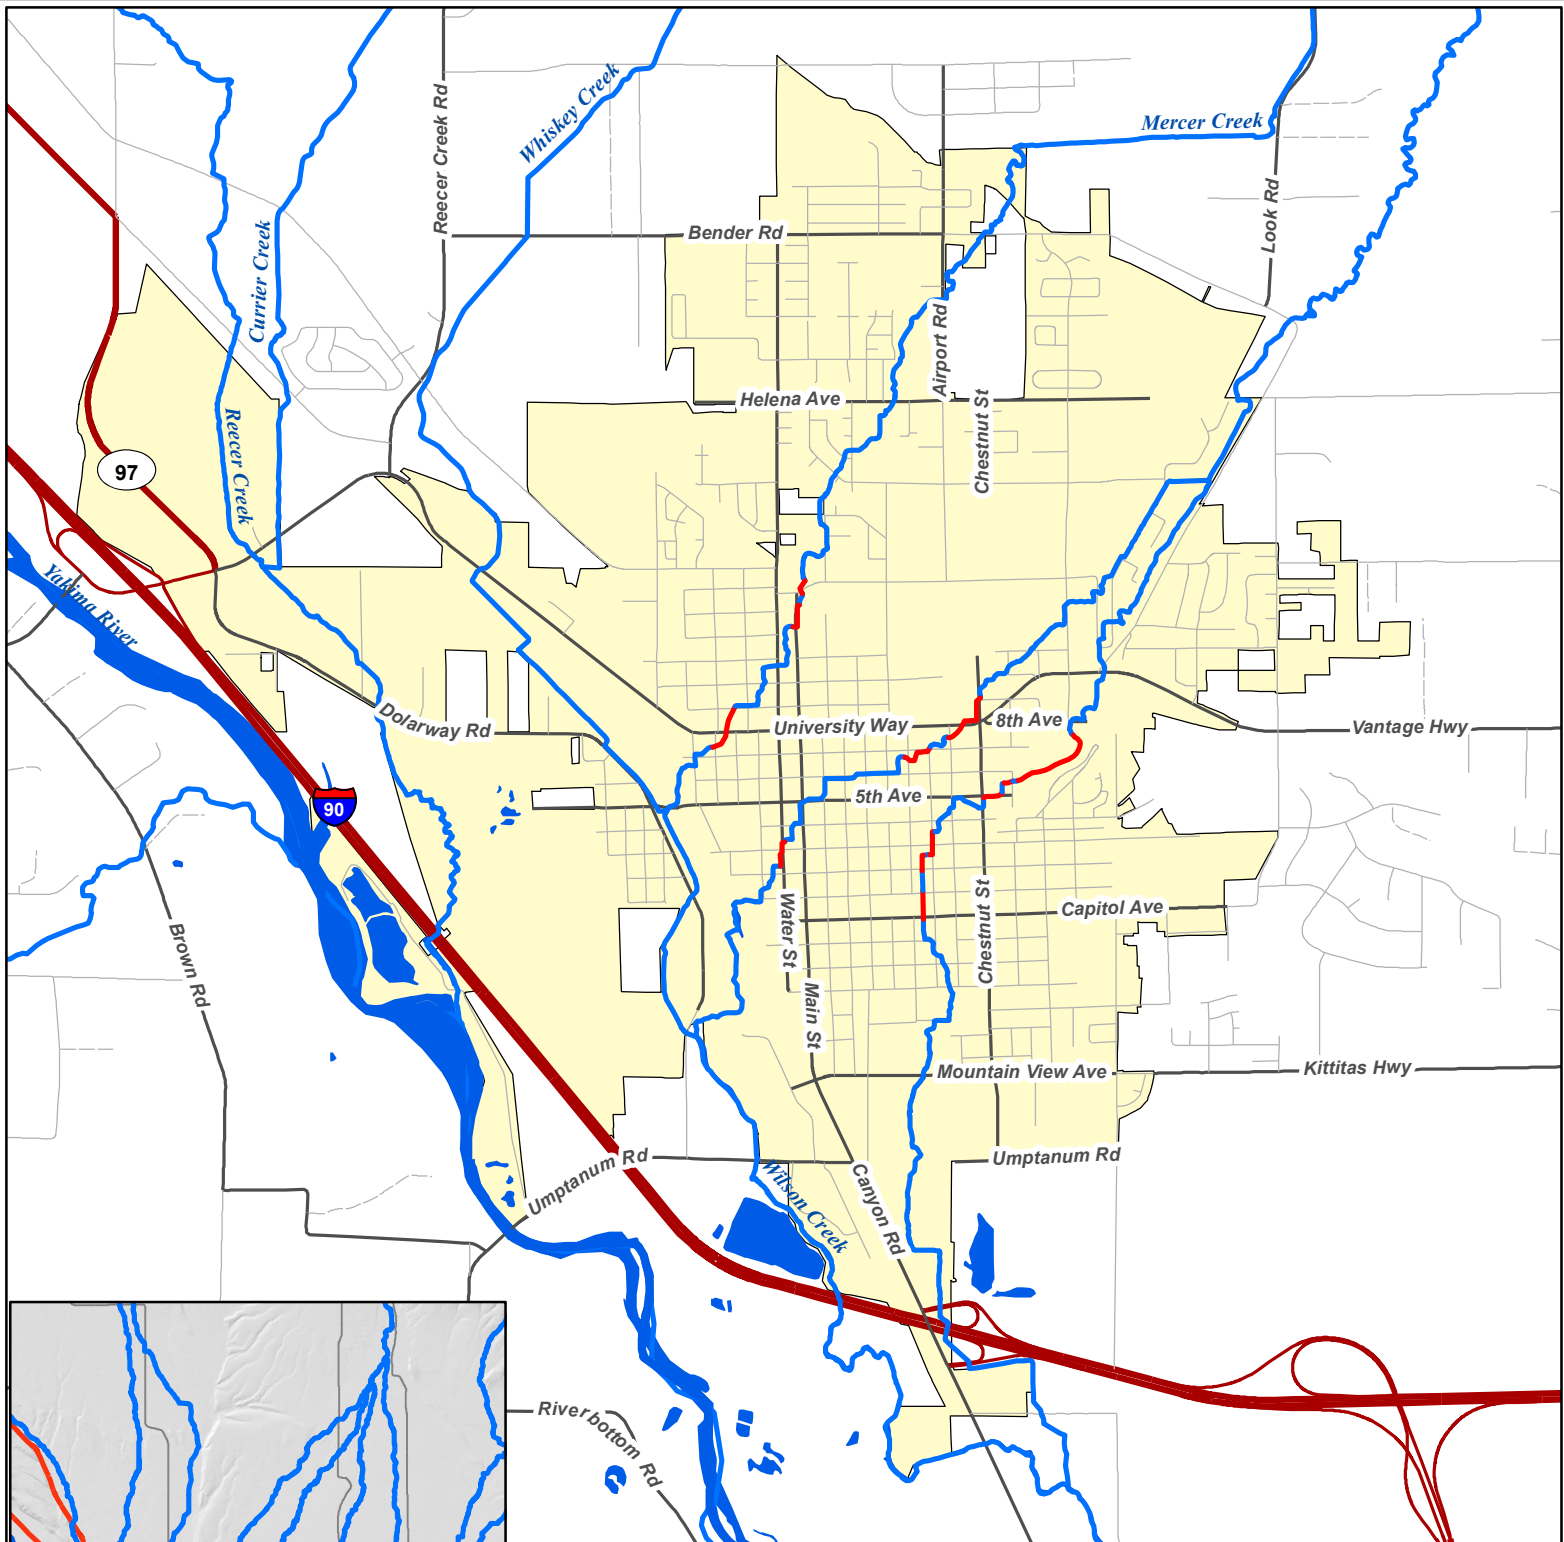 Whiskey Creek
Mercer Creek
Reecer Creek Rd
Look Rd
Bender Rd
Currier Creek
Airport Rd
Helena Ave
Chestnut St
Reecer Creek
97
Yakima River
Dolarway Rd
University Way
8th Ave
Vantage Hwy
5th Ave
90
Water St
Chestnut St
Capitol Ave
Brown Rd
Main St
Mountain View Ave
Kittitas Hwy
Umptanum Rd
Umptanum Rd
Wilson Creek
Canyon Rd
Riverbottom Rd